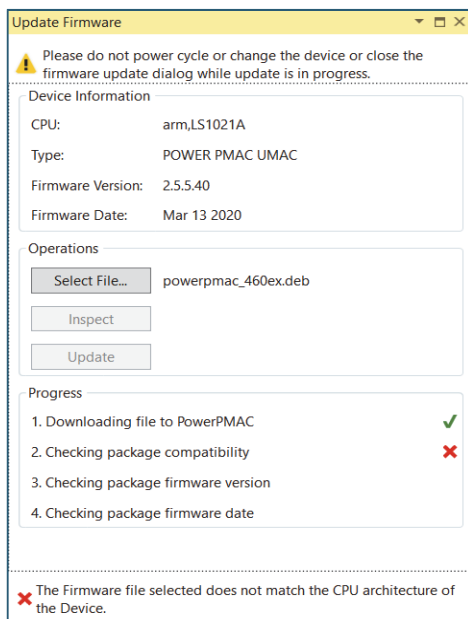 Update Firmware
Please do not power cycle or change the device or close the
firmware update dialog while update is in progress.
Device Information
CPU: arm,LS1021A
Type: POWER PMAC UMAC
Firmware Version: 2.5.5.40
Firmware Date: Mar 13 2020
Operations
Select File... powerpmac_460ex.deb
Inspect
Update
Progress
1. Downloading file to PowerPMAC
2. Checking package compatibility
3. Checking package firmware version
4. Checking package firmware date
The Firmware file selected does not match the CPU architecture of
the Device.